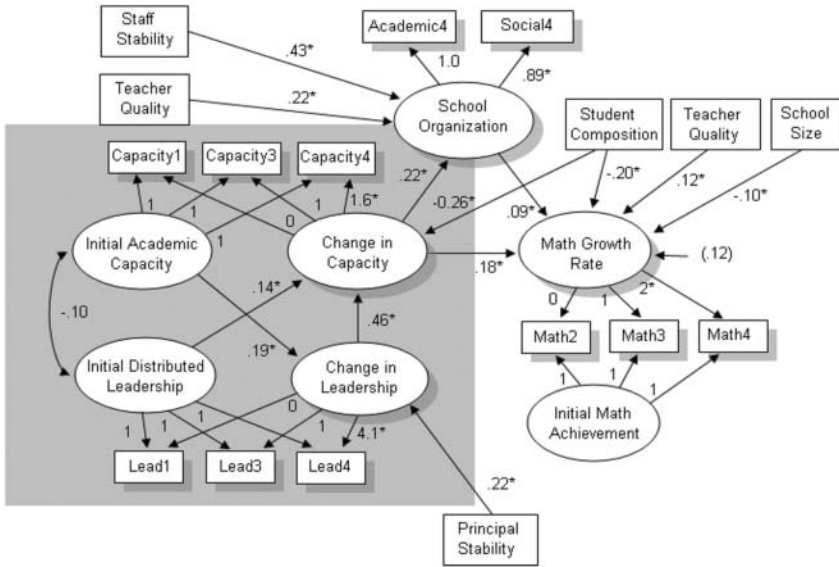 Staff
Stability
Academic4
Social4
.43*
1.0
.89*
Teacher
Quality
.22*
School
Organization
Student
Composition
Teacher
Quality
School
Size
Capacity1
Capacity3
Capacity4
.22*
-.20*
.12*
-.10*
1
1
1
0
1
1.6*
-0.26*
.09*
Initial Academic
Capacity
Change in
Capacity
Math Growth
Rate
(.12)
.18*
-.10
.14*
.46*
0
1
2*
.19*
Math2
Math3
Math4
Initial Distributed
Leadership
Change in
Leadership
1
1
1
Initial Math
Achievement
1
1
1
0
1
4.1*
Lead1
Lead3
Lead4
.22*
Principal
Stability